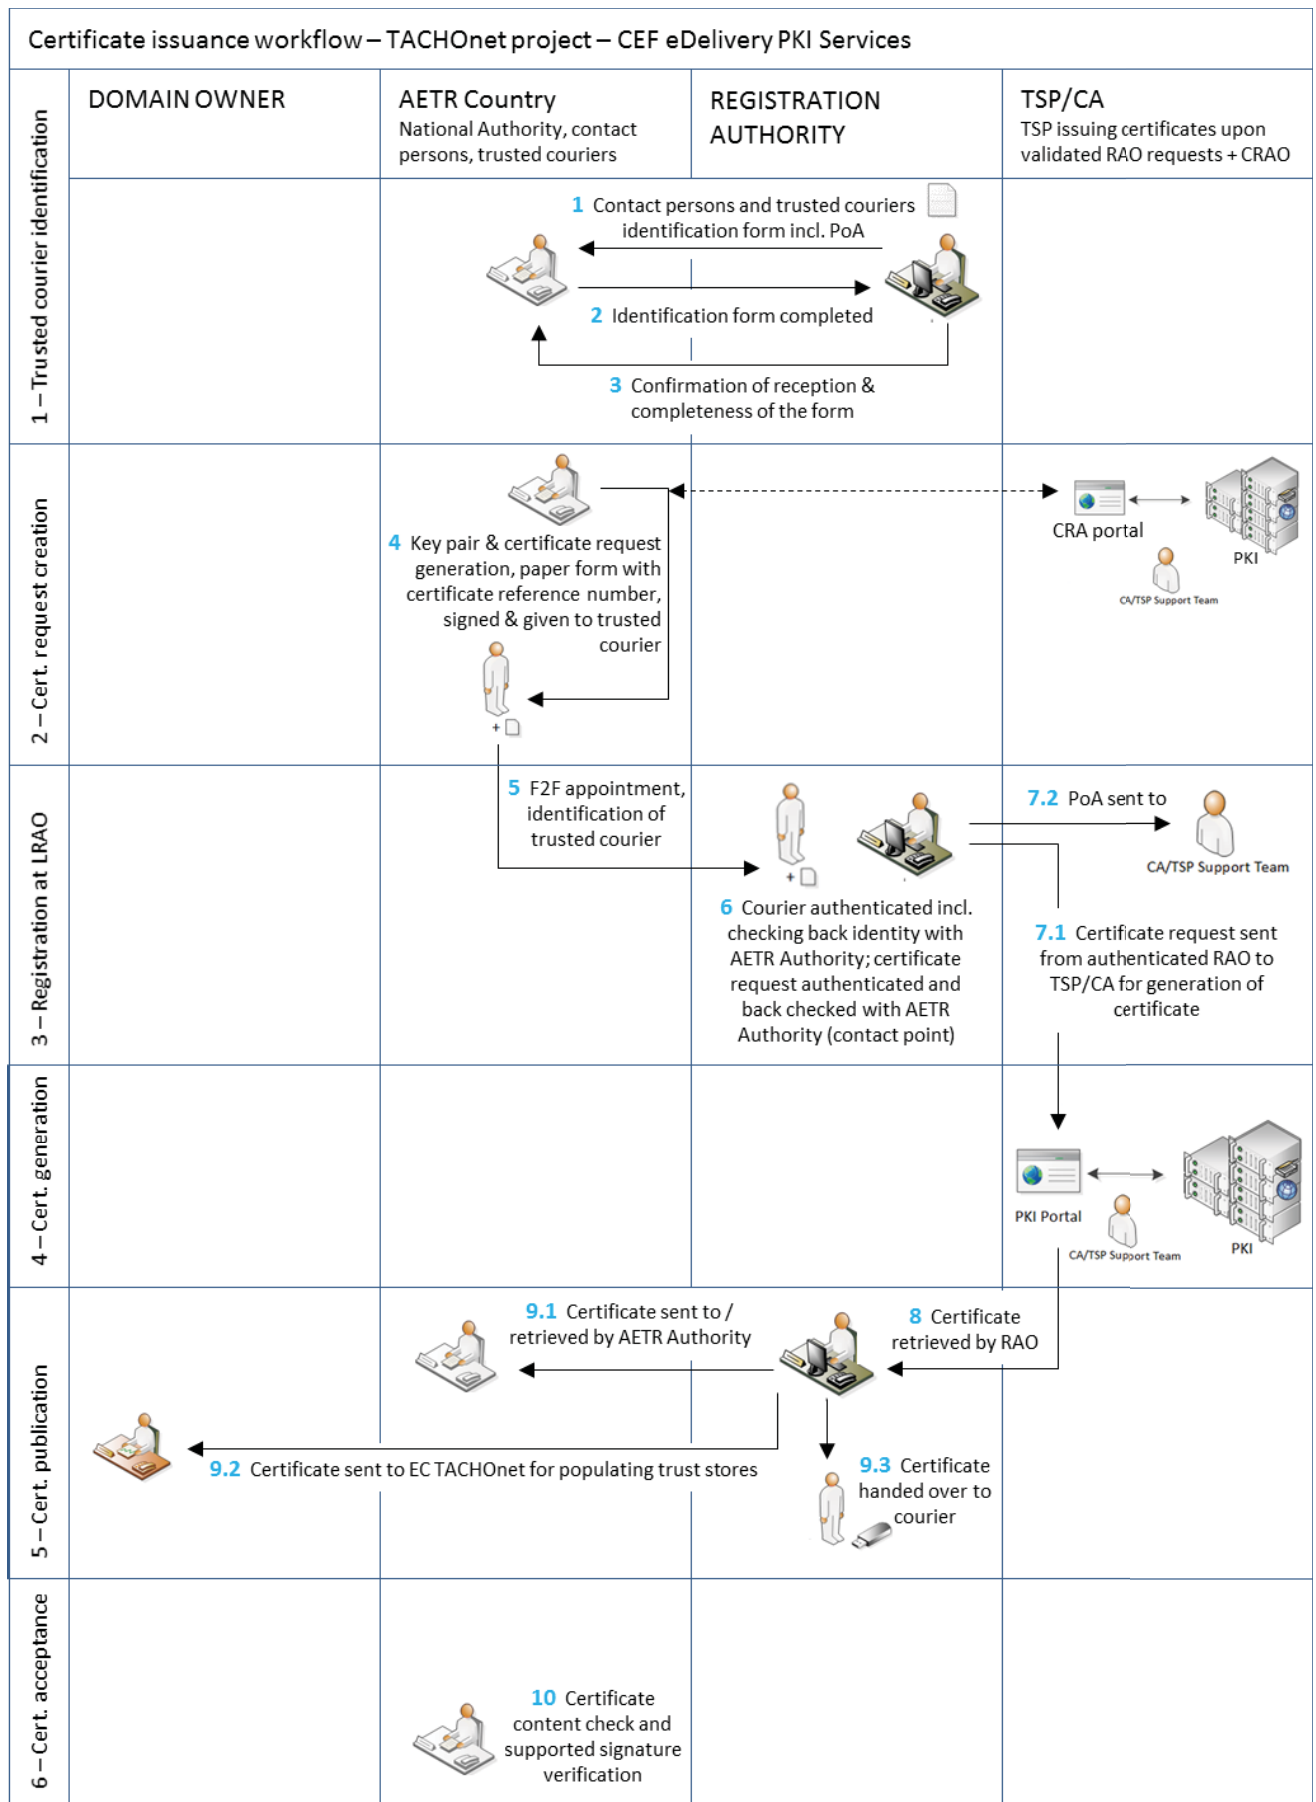 Certificate issuance workflow – TACHOnet project – CEF eDelivery PKI Services
DOMAIN OWNER
AETR Country
National Authority, contact
persons, trusted couriers
REGISTRATION
AUTHORITY
TSP/CA
TSP issuing certificates upon
validated RAO requests + CRAO
1 – Trusted courier identification
1 Contact persons and trusted couriers
identification form incl. PoA
2 Identification form completed
3 Confirmation of reception &
completeness of the form
2 – Cert. request creation
4 Key pair & certificate request
generation, paper form with
certificate reference number,
signed & given to trusted
courier
+
CRA portal
PKI
CA/TSP Support Team
3 – Registration at LRAO
5 F2F appointment,
identification of
trusted courier
+
6 Courier authenticated incl.
checking back identity with
AETR Authority; certificate
request authenticated and
back checked with AETR
Authority (contact point)
7.2 PoA sent to
CA/TSP Support Team
7.1 Certificate request sent
from authenticated RAO to
TSP/CA for generation of
certificate
4 – Cert. generation
PKI Portal
CA/TSP Support Team
PKI
5 – Cert. publication
9.1 Certificate sent to /
retrieved by AETR Authority
8 Certificate
retrieved by RAO
9.2 Certificate sent to EC TACHOnet for populating trust stores
9.3 Certificate
handed over to
courier
6 – Cert. acceptance
10 Certificate
content check and
supported signature
verification